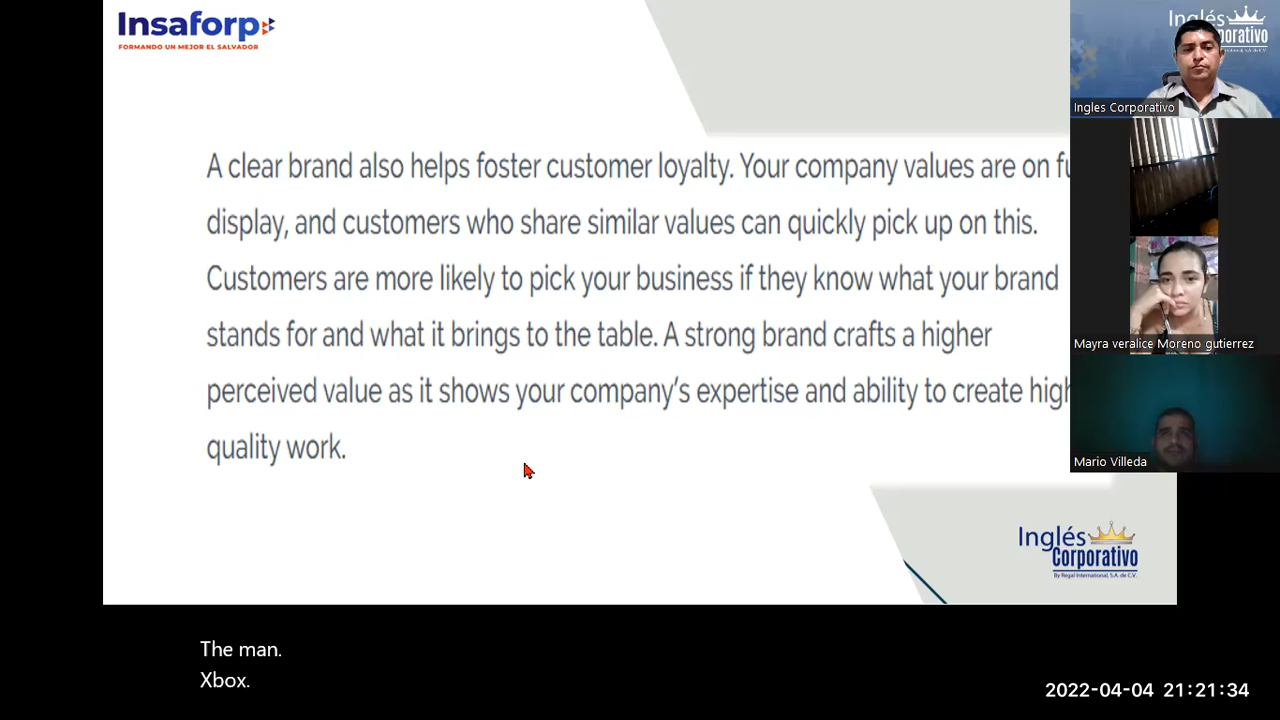 Insaforp
FORMANDO UN MEJOR EL SALVADOR
A clear brand also helps foster customer loyalty. Your company values are on
display, and customers who share similar values can quickly pick up on this.
Customers are more likely to pick your business if they know what your brand
stands for and what it brings to the table. A strong brand crafts a higher
perceived value as it shows your company's expertise and ability to create
quality work.
Inglés
Corporativo
By Regal International, S.A. de C.V.
Inglés
Ingles Corporativo
Mayra veralice Moreno gutierrez
Mario Villeda
The man.
Xbox.
2022-04-04 21:21:34